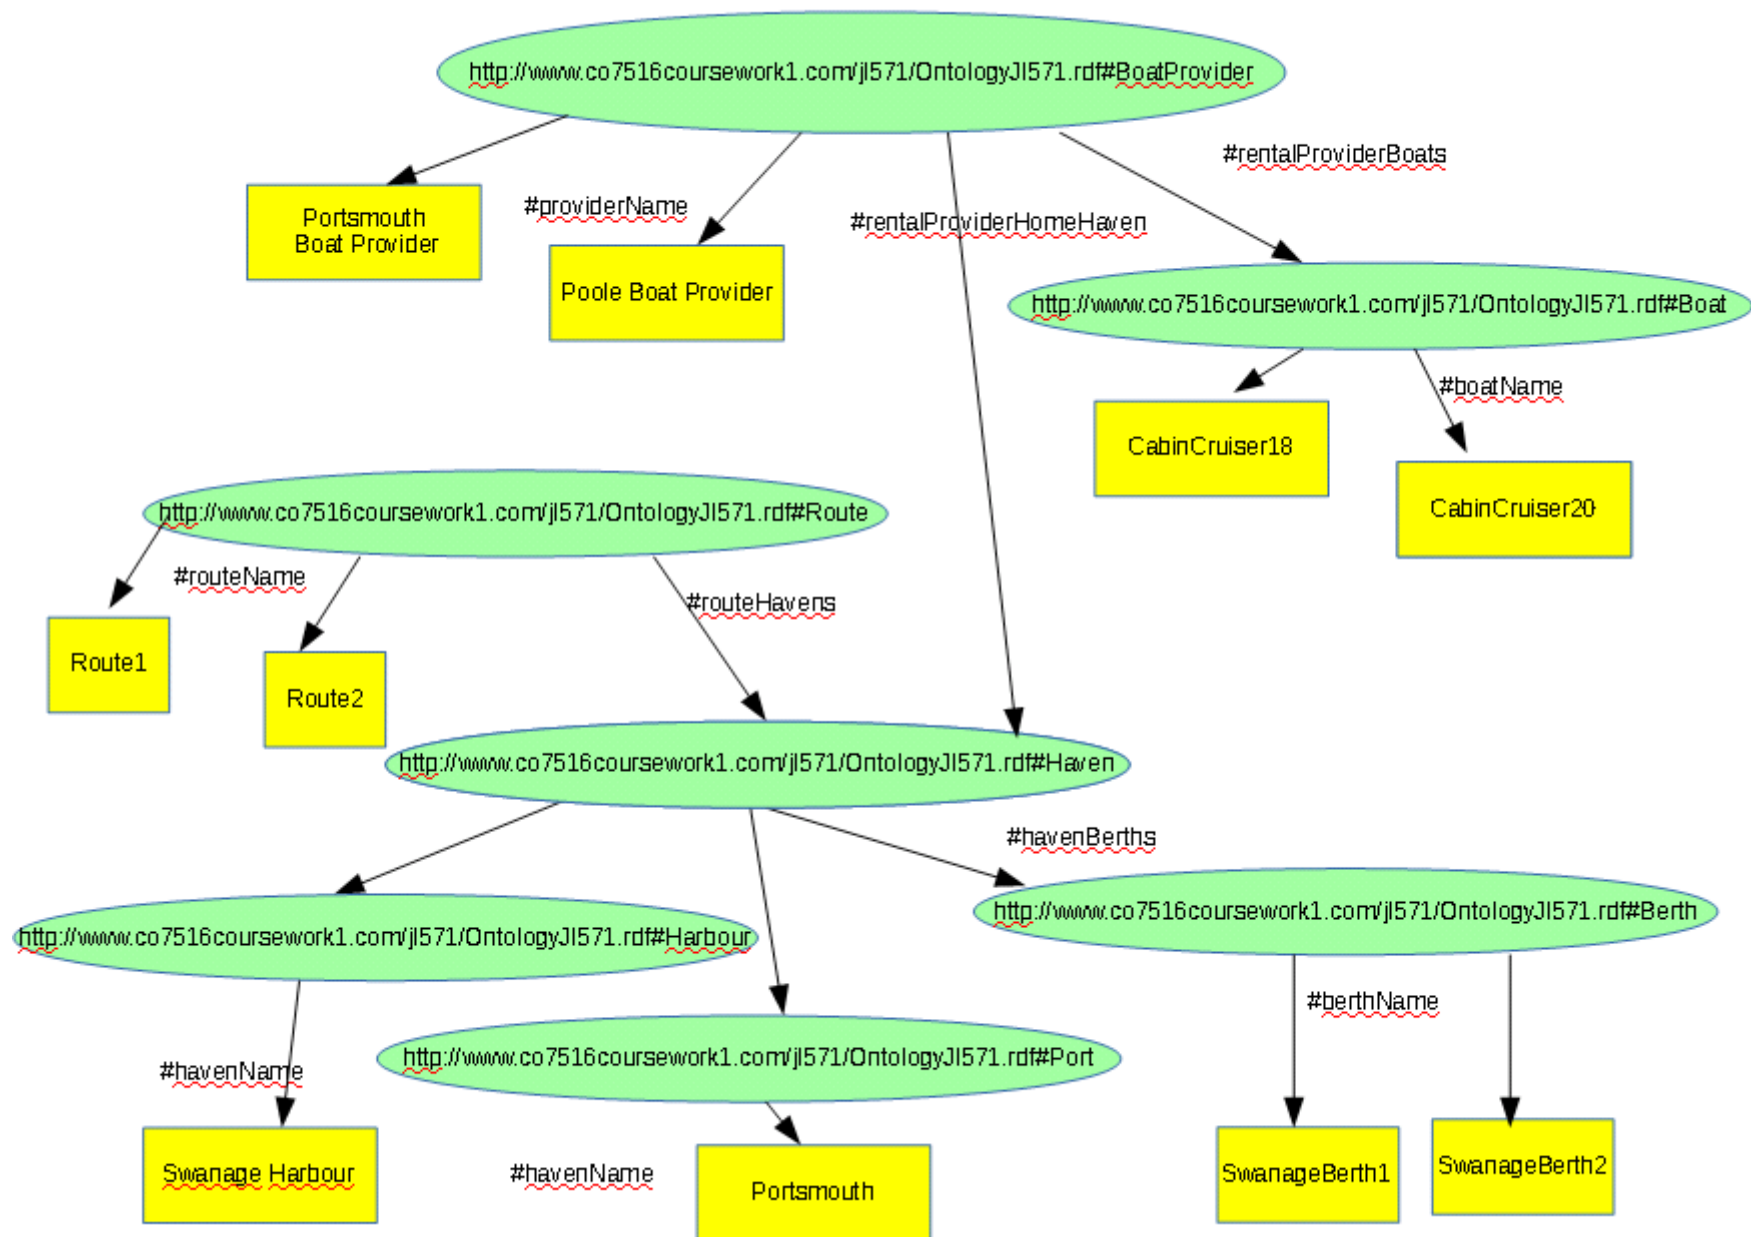 http://www.co7516coursework1.com/jl571/OntologyJl571.rdf#BoatProvider
#rentalProviderBoats
Portsmouth
Boat Provider
#providerName
#rentalProviderHomeHaven
Poole Boat Provider
http://www.co7516coursework1.com/jl571/OntologyJl571.rdf#Boat
#boatName
CabinCruiser18
CabinCruiser20
http://www.co7516coursework1.com/jl571/OntologyJl571.rdf#Route
#routeName
#routeHavens
Route1
Route2
http://www.co7516coursework1.com/jl571/OntologyJl571.rdf#Haven
#havenBerths
http://www.co7516coursework1.com/jl571/OntologyJl571.rdf#Harbour
http://www.co7516coursework1.com/jl571/OntologyJl571.rdf#Berth
#berthName
http://www.co7516coursework1.com/jl571/OntologyJl571.rdf#Port
#havenName
Swanage Harbour
#havenName
Portsmouth
SwanageBerth1
SwanageBerth2